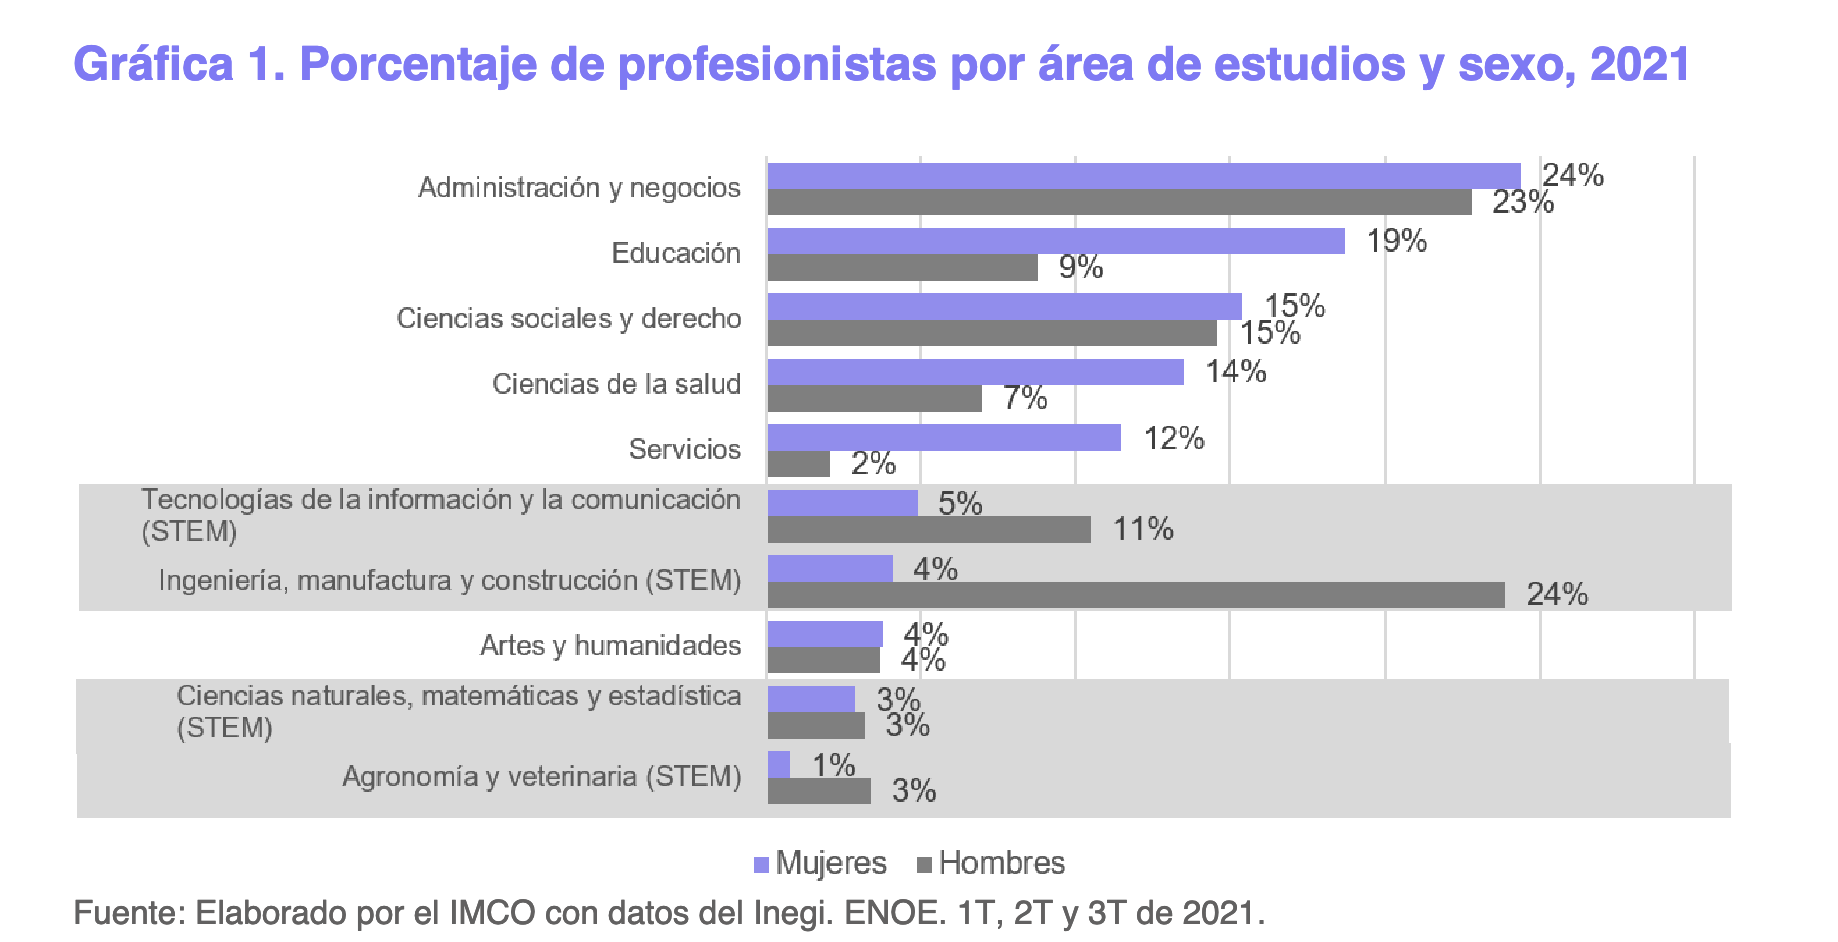 Gráfica 1. Porcentaje de profesionistas por área de estudios y sexo, 2021
Administración y negocios
24%
23%
Educación
19%
9%
Ciencias sociales y derecho
15%
15%
Ciencias de la salud
14%
7%
Servicios
12%
2%
Tecnologías de la información y la comunicación
(STEM)
5%
11%
Ingeniería, manufactura y construcción (STEM)
4%
24%
Artes y humanidades
4%
4%
Ciencias naturales, matemáticas y estadística
(STEM)
3%
3%
Agronomía y veterinaria (STEM)
1%
3%
Mujeres Hombres
Fuente: Elaborado por el IMCO con datos del Inegi. ENOE. 1T, 2T y 3T de 2021.